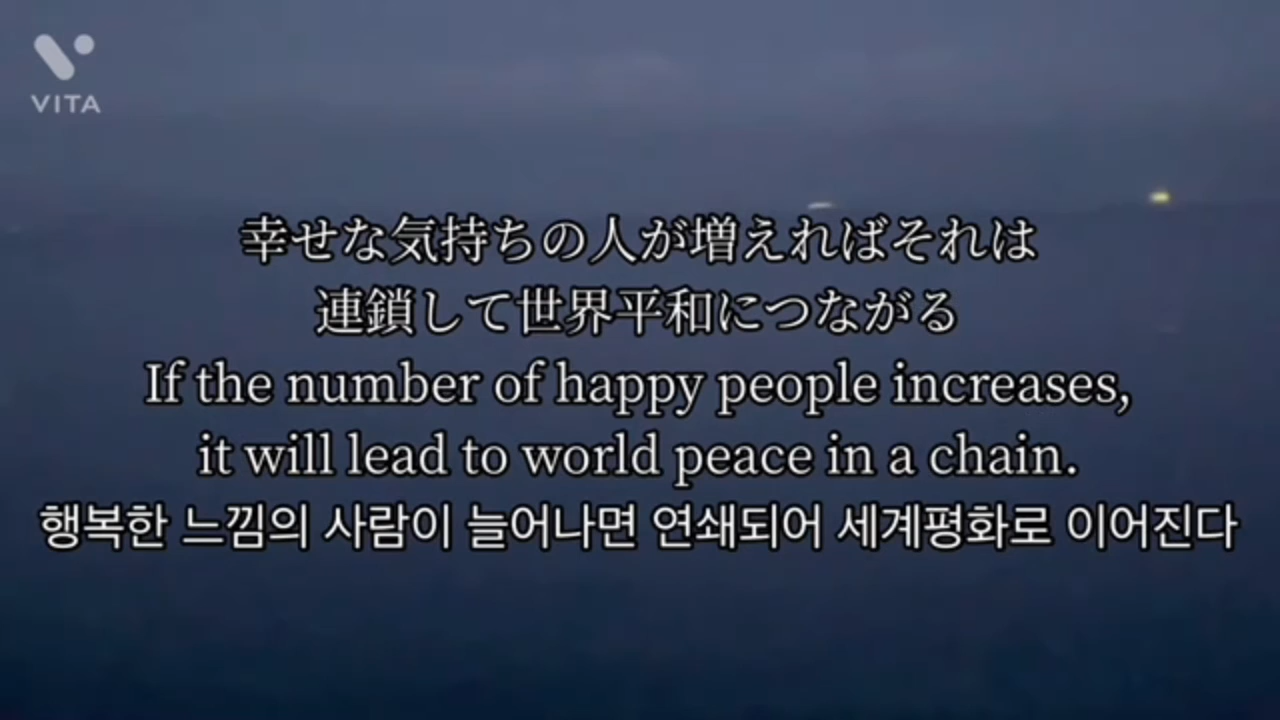 VITA
幸せな気持ちの人が増えればそれは
連鎖して世界平和につながる
If the number of happy people increases,
it will lead to world peace in a chain.
행복한 느낌의 사람이 늘어나면 연쇄되어 세계평화로 이어진다